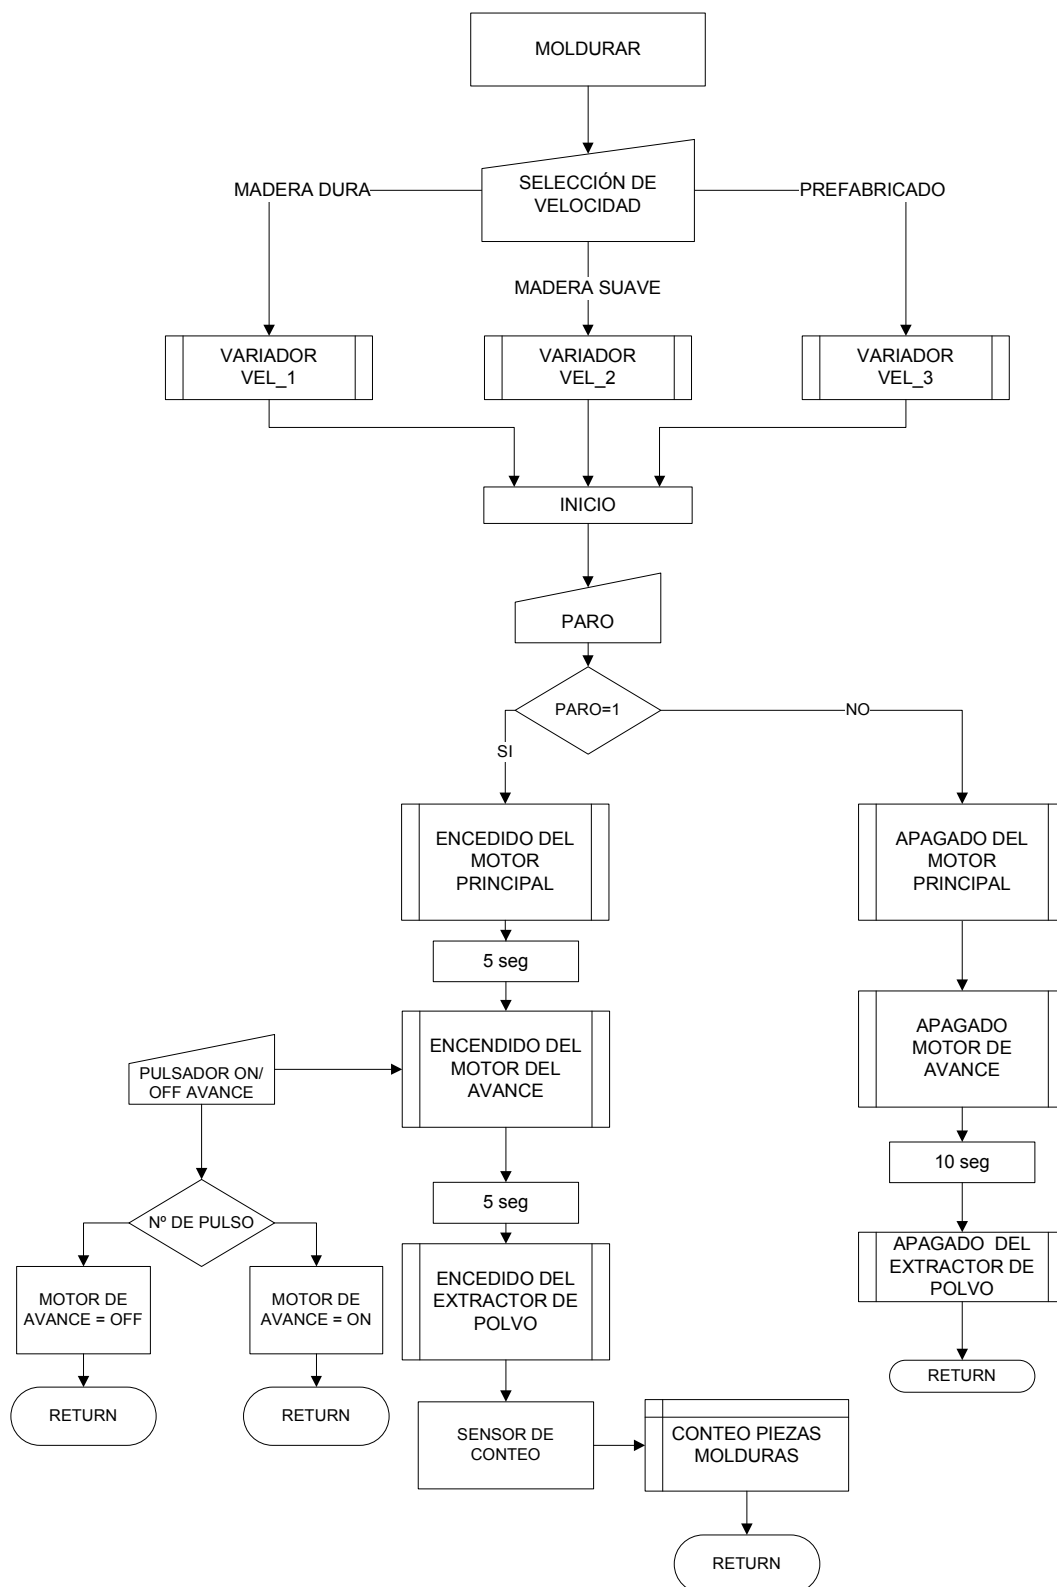 MOLDURAR
SELECCIÓN DE
VELOCIDAD
MADERA DURA
PREFABRICADO
MADERA SUAVE
VARIADOR
VEL_1
VARIADOR
VEL_2
VARIADOR
VEL_3
INICIO
PARO
PARO=1
SI
NO
ENCEDIDO DEL
MOTOR
PRINCIPAL
APAGADO DEL
MOTOR
PRINCIPAL
5 seg
ENCENDIDO DEL
MOTOR DEL
AVANCE
APAGADO
MOTOR DE
AVANCE
PULSADOR ON/
OFF AVANCE
10 seg
5 seg
Nº DE PULSO
APAGADO  DEL
EXTRACTOR DE
POLVO
ENCEDIDO DEL
EXTRACTOR DE
POLVO
MOTOR DE
AVANCE = OFF
MOTOR DE
AVANCE = ON
RETURN
RETURN
RETURN
SENSOR DE
CONTEO
CONTEO PIEZAS
MOLDURAS
RETURN